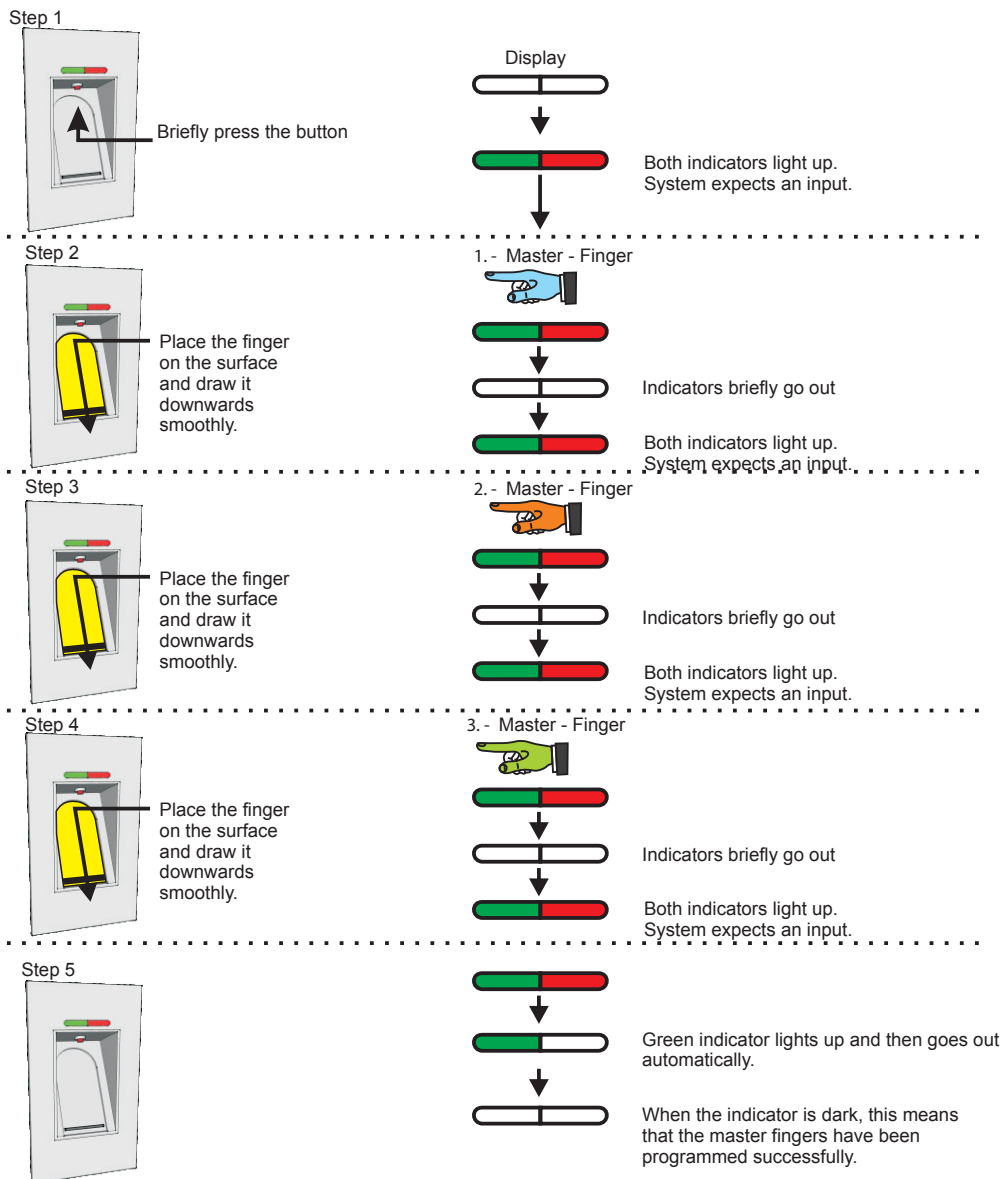 Step 1
Briefly press the button
Display
Both indicators light up.
System expects an input.
Step 2
Place the finger
on the surface
and draw it
downwards
smoothly.
1. - Master - Finger
Indicators briefly go out
Both indicators light up.
System expects an input.
Step 3
Place the finger
on the surface
and draw it
downwards
smoothly.
2. - Master - Finger
Indicators briefly go out
Both indicators light up.
System expects an input.
Step 4
Place the finger
on the surface
and draw it
downwards
smoothly.
3. - Master - Finger
Indicators briefly go out
Both indicators light up.
System expects an input.
Step 5
Green indicator lights up and then goes out
automatically.
When the indicator is dark, this means
that the master fingers have been
programmed successfully.